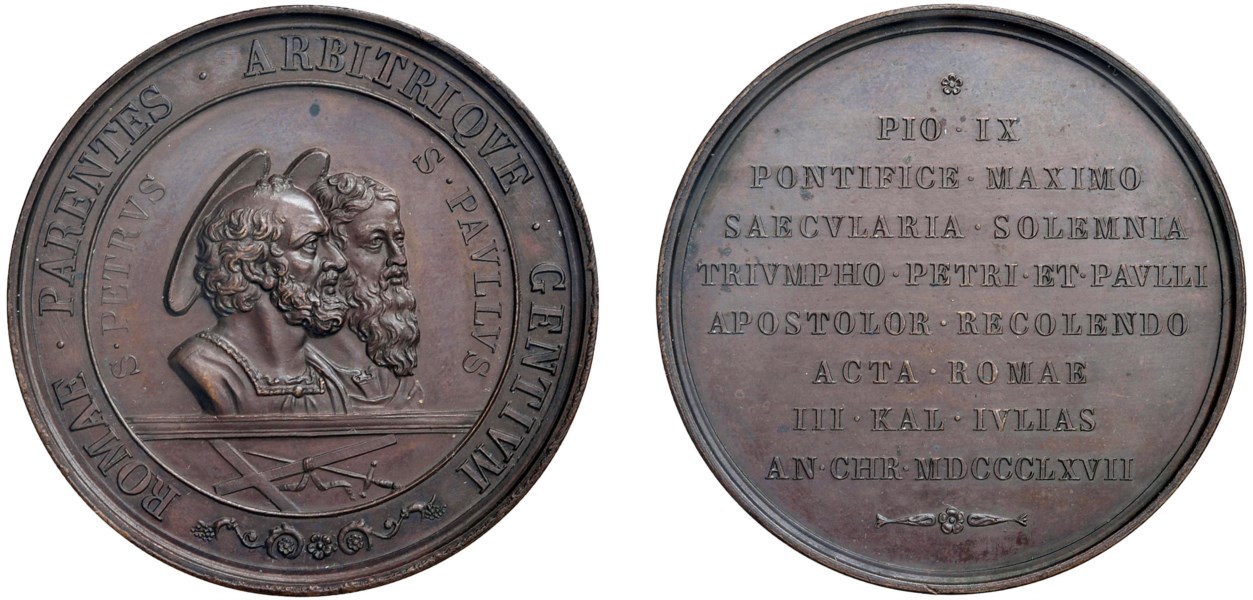 ROMAE · PARENTES · ARBITRIQVE · GENTIVM
S · PETRVS
S · PAVLLVS
PIO · IX
PONTIFICE · MAXIMO
SAECVLARIA · SOLEMNIA
TRIVMPHO · PETRI · ET · PAVLLI
APOSTOLOR · RECOLENDO
ACTA · ROMAE
III · KAL · IVLIAS
AN · CHR · MDCCCLXVII